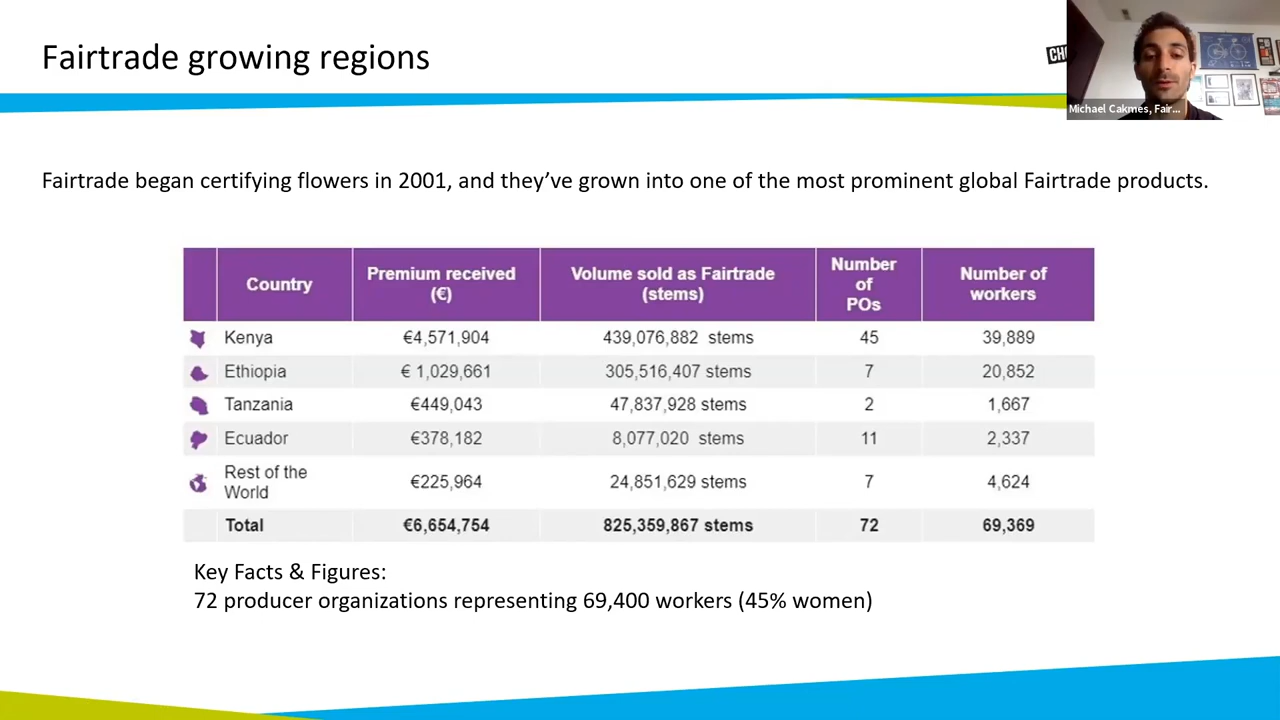 Fairtrade growing regions
CHO
Michael Cakmes, Fair...
Fairtrade began certifying flowers in 2001, and they’ve grown into one of the most prominent global Fairtrade products.
Country Premium received (€) Volume sold as Fairtrade (stems) Number of POs Number of workers
Kenya €4,571,904 439,076,882 stems 45 39,889
Ethiopia € 1,029,661 305,516,407 stems 7 20,852
Tanzania €449,043 47,837,928 stems 2 1,667
Ecuador €378,182 8,077,020 stems 11 2,337
Rest of the World €225,964 24,851,629 stems 7 4,624
Total €6,654,754 825,359,867 stems 72 69,369
Key Facts & Figures:
72 producer organizations representing 69,400 workers (45% women)